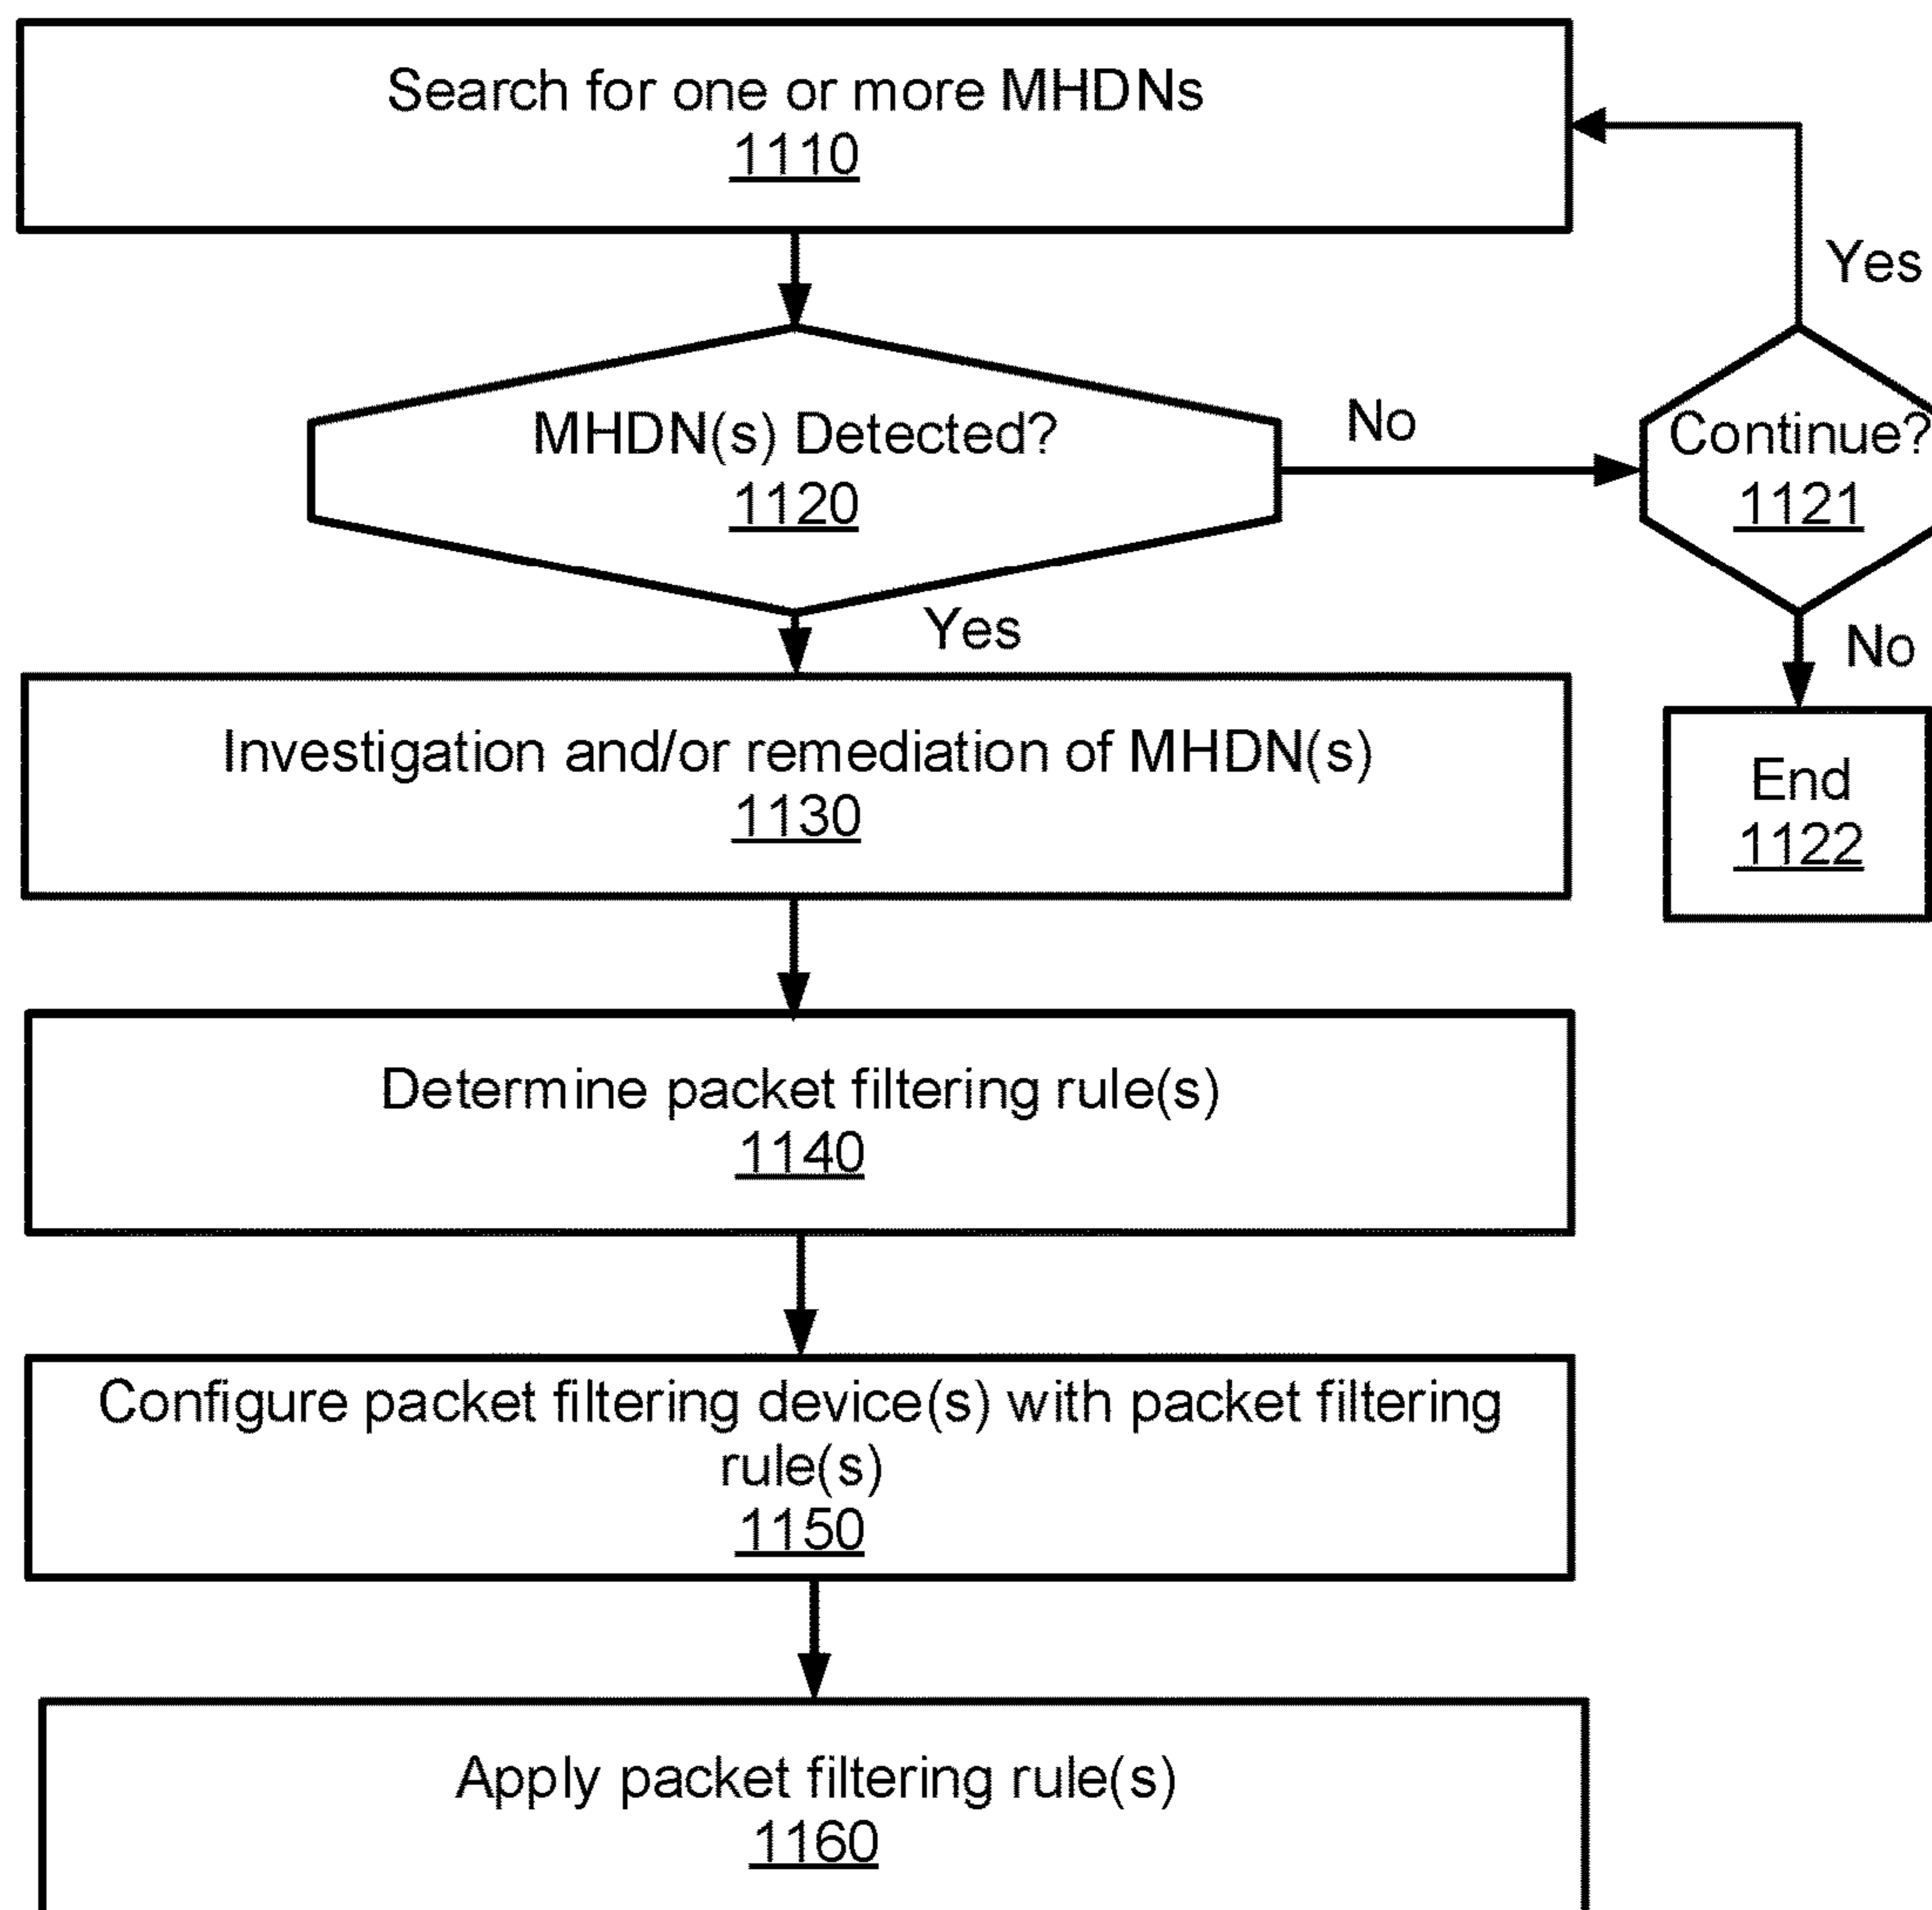 Search for one or more MHDNs
1110
Yes
MHDN(s) Detected?
1120
No
Continue?
1121
Yes
No
Investigation and/or remediation of MHDN(s)
1130
End
1122
Determine packet filtering rule(s)
1140
Configure packet filtering device(s) with packet filtering
rule(s)
1150
Apply packet filtering rule(s)
1160